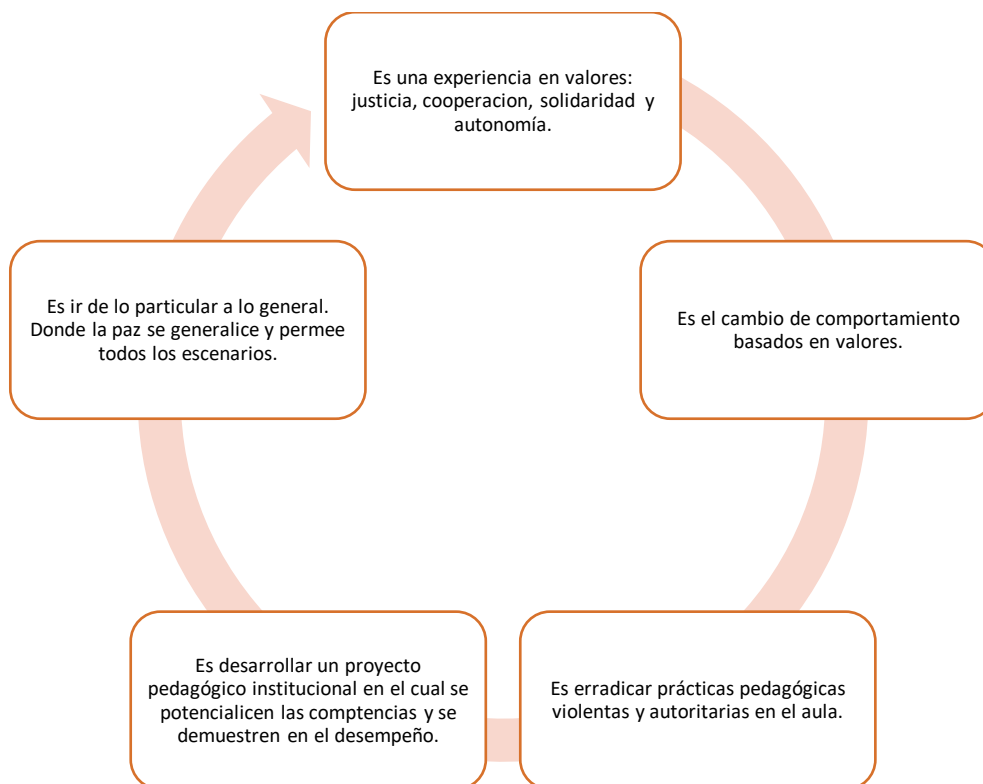 Es una experiencia en valores:
justicia, cooperacion, solidaridad y
autonomía.
Es el cambio de comportamiento
basados en valores.
Es erradicar prácticas pedagógicas
violentas y autoritarias en el aula.
Es desarrollar un proyecto
pedagógico institucional en el cual se
potencialicen las comptencias y se
demuestren en el desempeño.
Es ir de lo particular a lo general.
Donde la paz se generalice y permee
todos los escenarios.